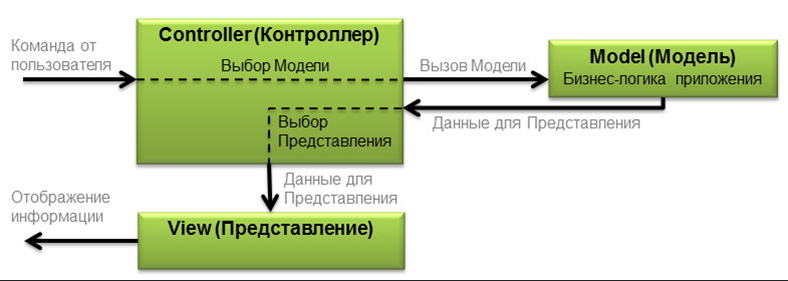 Команда от
пользователя
Controller (Контроллер)
Выбор Модели
Вызов Модели
Model (Модель)
Бизнес-логика приложения
Выбор
Представления
Данные для Представления
Данные для
Представления
Отображение
информации
View (Представление)